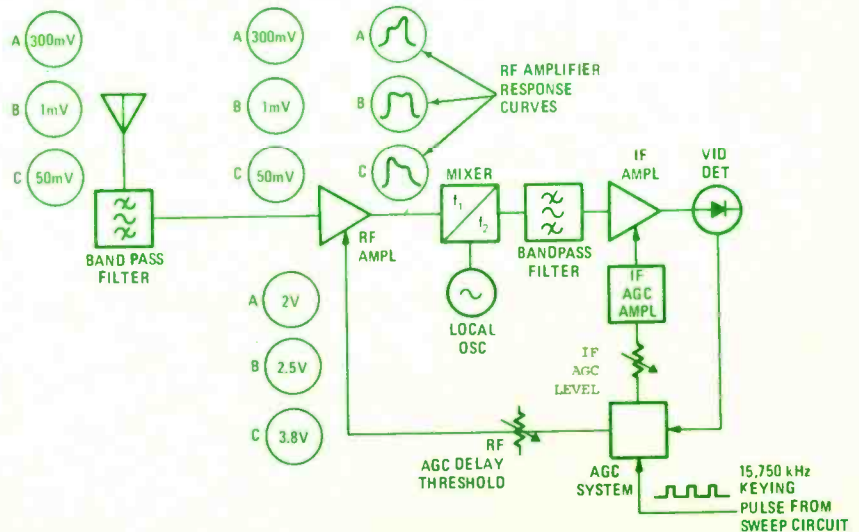 A 300mV
B 1mV
C 50mV
A 300mV
B 1mV
C 50mV
A
B
C
RF AMPLIFIER
RESPONSE
CURVES
BAND PASS
FILTER
RF
AMPL
MIXER
f1
f2
LOCAL
OSC
BANDPASS
FILTER
IF
AMPL
VID
DET
IF
AGC
AMPL
IF
AGC
LEVEL
A 2V
B 2.5V
C 3.8V
RF
AGC DELAY
THRESHOLD
AGC
SYSTEM
15,750 kHz
KEYING
PULSE FROM
SWEEP CIRCUIT